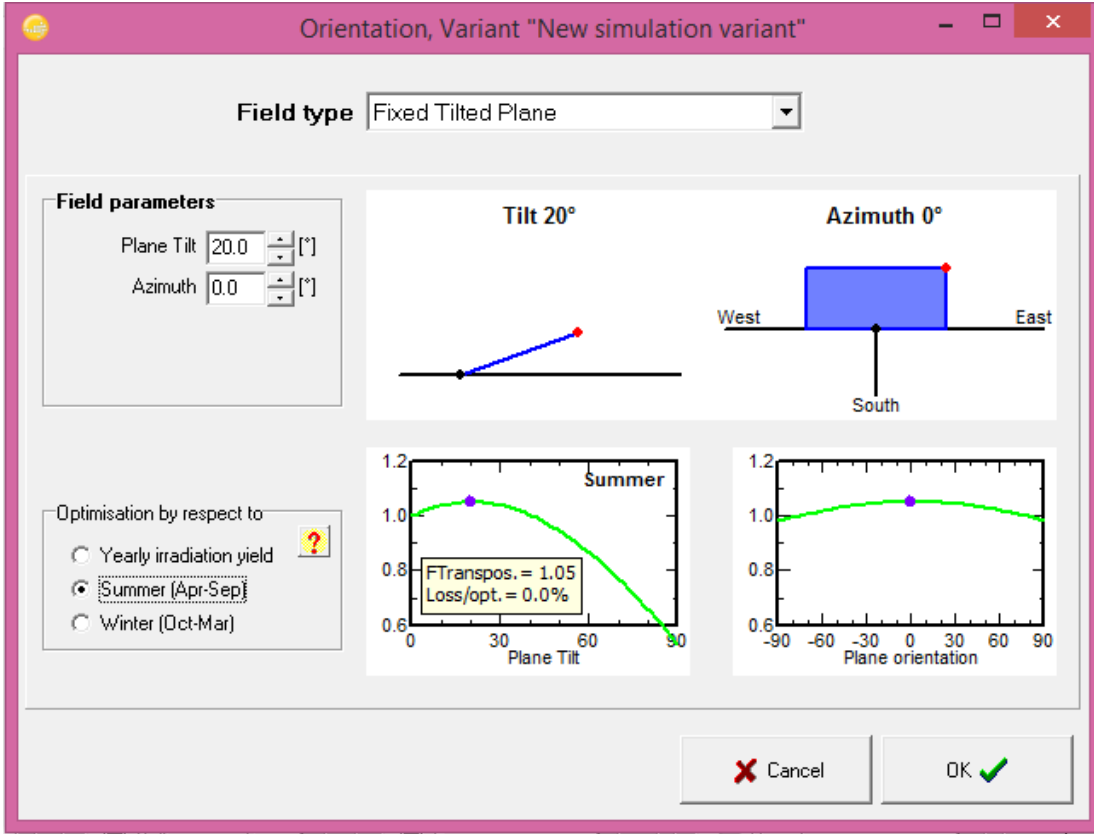 Orientation, Variant "New simulation variant"
Field type Fixed Tilted Plane
Field parameters
Plane Tilt 20.0 [°]
Azimuth 0.0 [°]
Tilt 20°
Azimuth 0°
West East
South
Optimisation by respect to
?
Yearly irradiation yield
Summer (Apr-Sep)
Winter (Oct-Mar)
Summer
1.2
1.0
0.8
0.6
FTranspos.= 1.05
Loss/opt.= 0.0%
0 30 60 90
Plane Tilt
1.2
1.0
0.8
0.6
-90 -60 -30 0 30 60 90
Plane orientation
Cancel OK